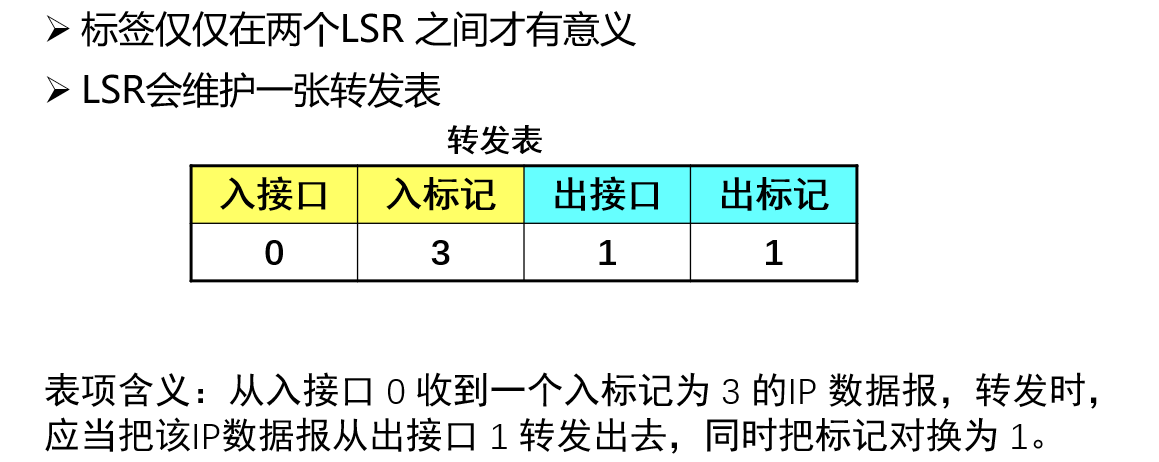 ➢ 标签仅仅在两个LSR 之间才有意义
➢ LSR会维护一张转发表
转发表
入接口 入标记 出接口 出标记
0 3 1 1
表项含义：从入接口 0 收到一个入标记为 3 的IP 数据报，转发时，
应当把该IP数据报从出接口 1 转发出去，同时把标记对换为 1。